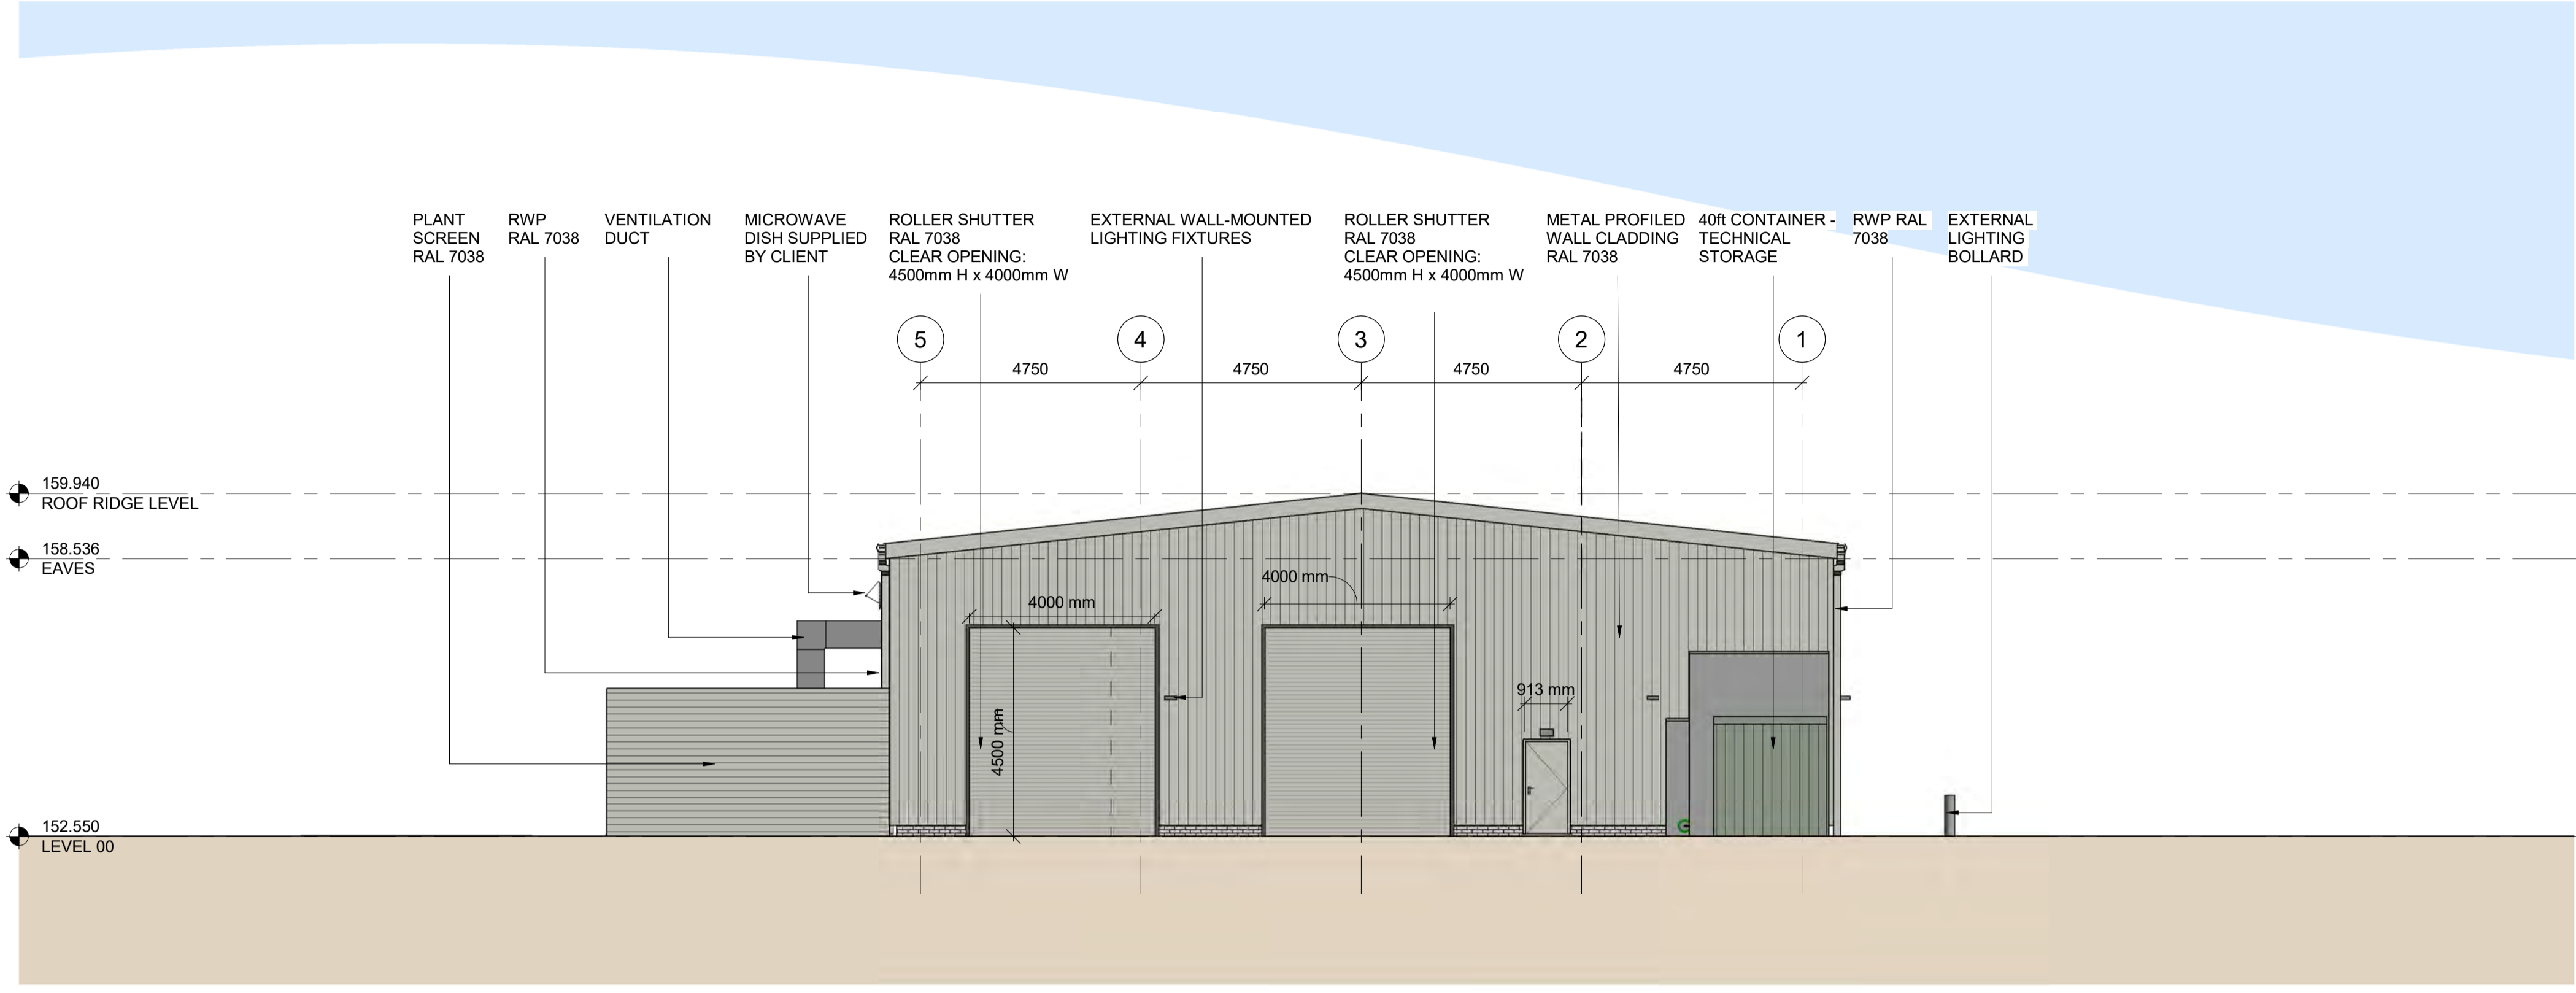 PLANT
SCREEN
RAL 7038
RWP
RAL 7038
VENTILATION
DUCT
MICROWAVE
DISH SUPPLIED
BY CLIENT
ROLLER SHUTTER
RAL 7038
CLEAR OPENING:
4500mm H x 4000mm W
EXTERNAL WALL-MOUNTED
LIGHTING FIXTURES
ROLLER SHUTTER
RAL 7038
CLEAR OPENING:
4500mm H x 4000mm W
METAL PROFILED
WALL CLADDING
RAL 7038
40ft CONTAINER -
TECHNICAL
STORAGE
RWP RAL
7038
EXTERNAL
LIGHTING
BOLLARD
5
4
3
2
1
4750
4750
4750
4750
159.940
ROOF RIDGE LEVEL
158.536
EAVES
4000 mm
4000 mm
913 mm
4500 mm
152.550
LEVEL 00